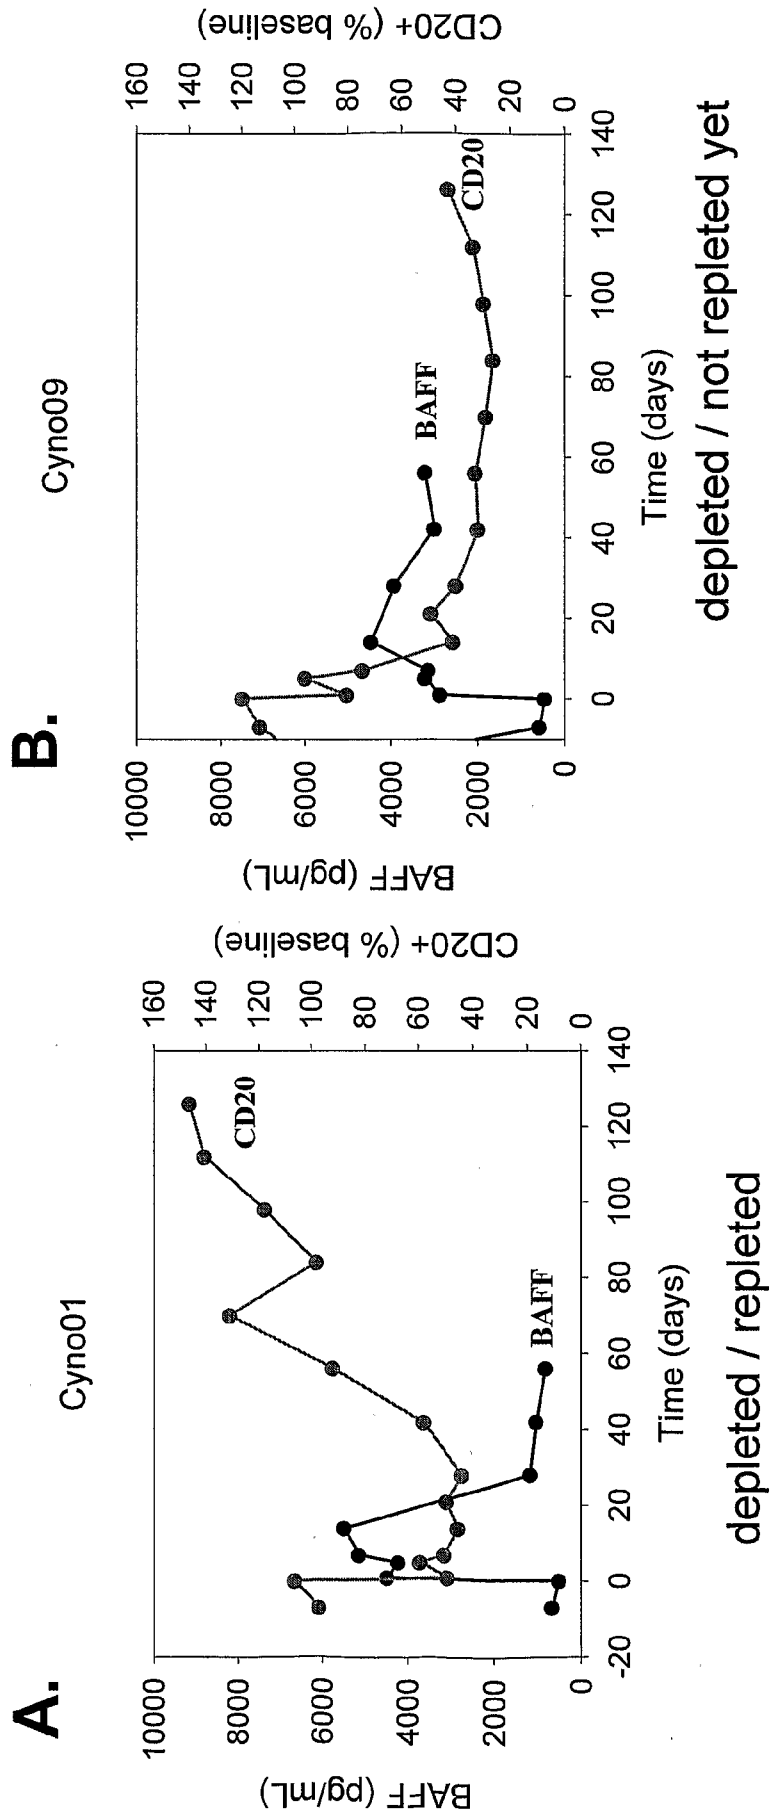 A.
Cyno01
BAFF (pg/mL)
10000
8000
6000
4000
2000
0
CD20+ (% baseline)
160
140
120
100
80
60
40
20
0
CD20
BAFF
-20
0
20
40
60
80
100
120
140
Time (days)
depleted / repleted
B.
Cyno09
BAFF (pg/mL)
10000
8000
6000
4000
2000
0
CD20+ (% baseline)
160
140
120
100
80
60
40
20
0
BAFF
CD20
0
20
40
60
80
100
120
140
Time (days)
depleted / not repleted yet